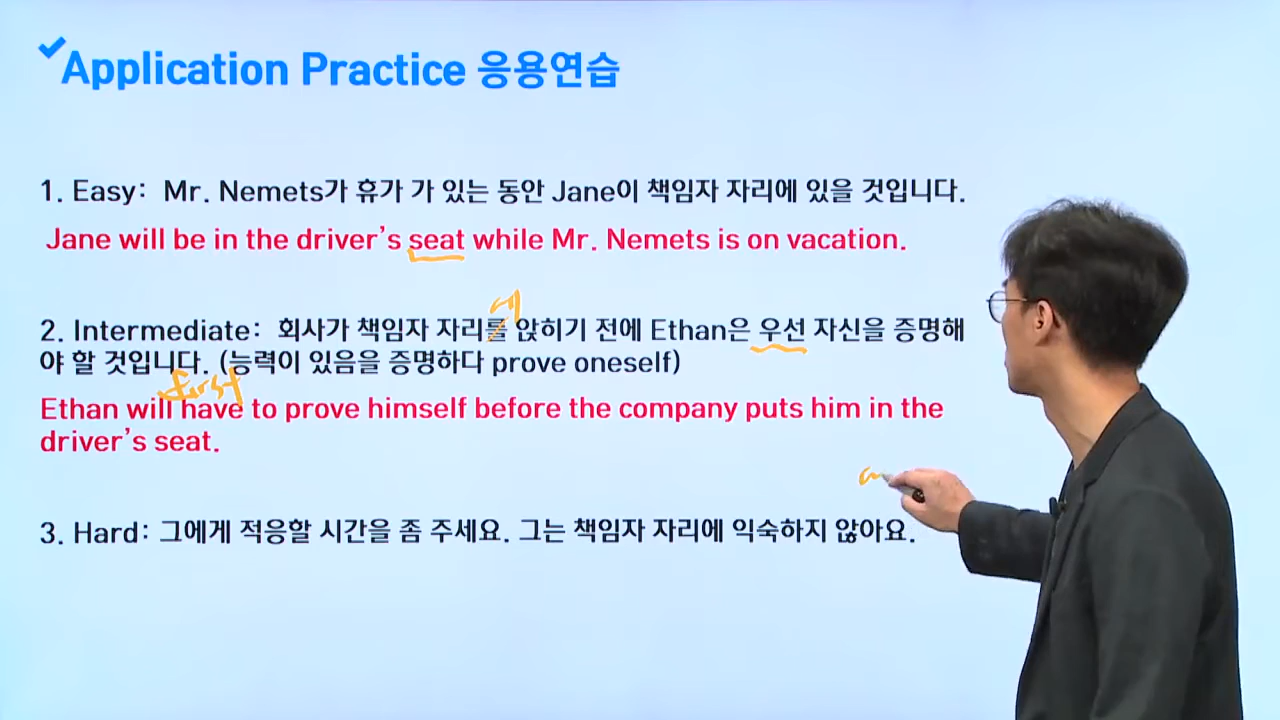 Application Practice 응용연습
1. Easy: Mr. Nemets가 휴가 가 있는 동안 Jane이 책임자 자리에 있을 것입니다.
Jane will be in the driver's seat while Mr. Nemets is on vacation.
에
2. Intermediate: 회사가 책임자 자리를 앉히기 전에 Ethan은 우선 자신을 증명해
야 할 것입니다. (능력이 있음을 증명하다 prove oneself)
first
Ethan will have to prove himself before the company puts him in the
driver's seat.
3. Hard: 그에게 적응할 시간을 좀 주세요. 그는 책임자 자리에 익숙하지 않아요.